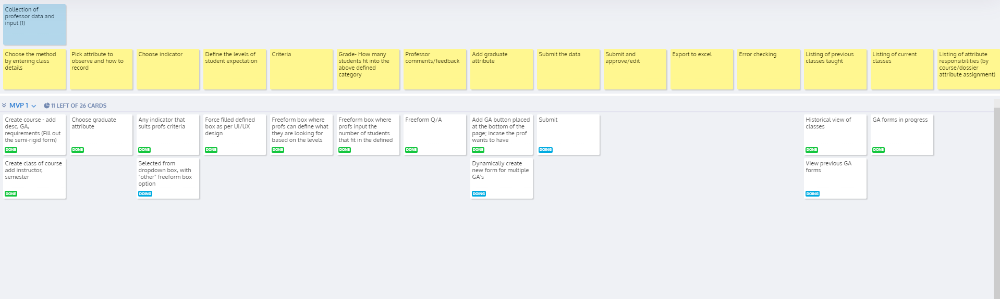 Collection of
professor data and
input (1)
Choose the method
by entering class
details
Pick attribute to
observe and how to
record
Choose indicator
Define the levels of
student expectation
Criteria
Grade- How many
students fit into the
above defined
category
Professor
comments/feedback
Add graduate
attribute
Submit the data
Submit and
approve/edit
Export to excel
Error checking
Listing of previous
classes taught
Listing of current
classes
Listing of attribute
responsibilities (by
course/dossier
attribute assignment)
MVP 1
11 LEFT OF 26 CARDS
Create course - add
desc, GA,
requirements (Fill out
the semi-rigid form)
DONE
Choose graduate
attribute
DONE
Any indicator that
suits profs criteria
DONE
Force filled defined
box as per UI/UX
design
DONE
Freeform box where
profs can define what
they are looking for
based on the levels
DONE
Freeform box where
profs input the
number of students
that fit in the defined
DONE
Freeform Q/A
DONE
Add GA button placed
at the bottom of the
page; incase the prof
wants to have
DONE
Submit
DOING
Historical view of
classes
DONE
GA forms in progress
DONE
Create class of course
add instructor,
semester
DONE
Selected from
dropdown box, with
"other" freeform box
option
DOING
Dynamically create
new form for multiple
GA's
DOING
View previous GA
forms
DOING